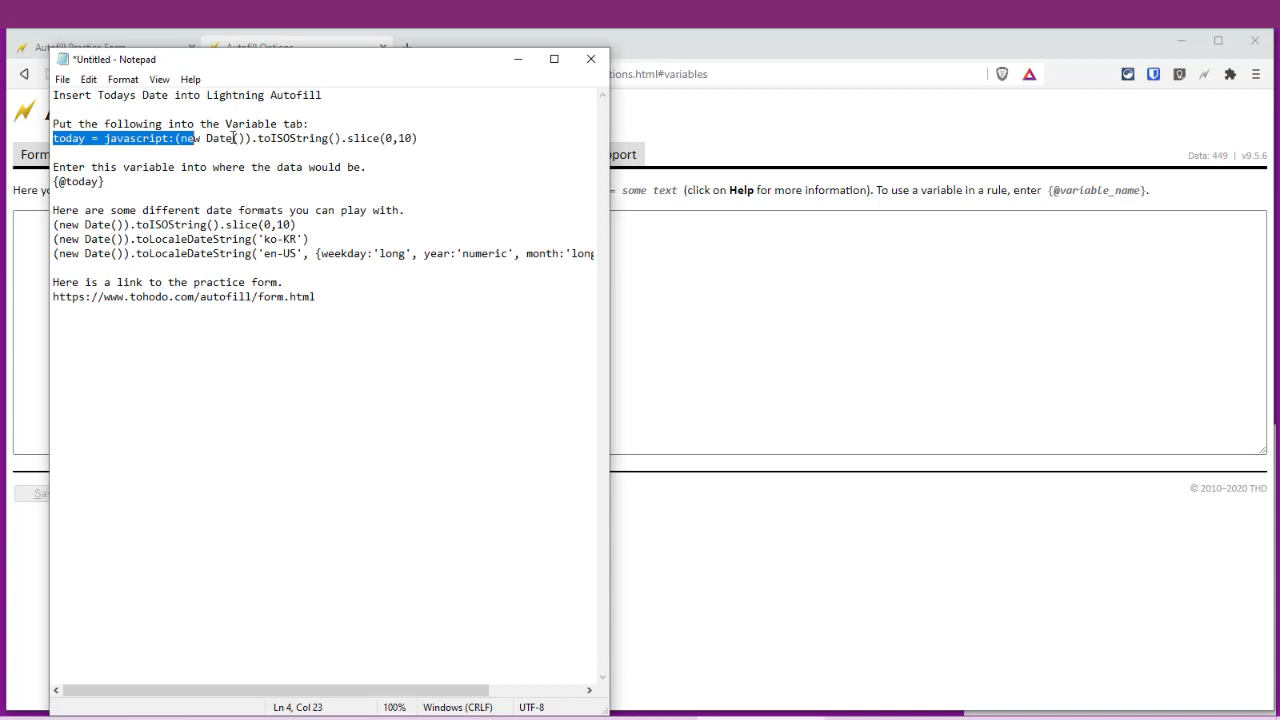 Autofill Practice Form
Autofill Options
*Untitled - Notepad
File Edit Format View Help
tions.html#variables
Insert Todays Date into Lightning Autofill
Put the following into the Variable tab:
today = javascript:(new Date()).toISOString().slice(0,10)
Enter this variable into where the data would be.
{@today}
Here are some different date formats you can play with.
(new Date()).toISOString().slice(0,10)
(new Date()).toLocaleDateString('ko-KR')
(new Date()).toLocaleDateString('en-US', {weekday:'long', year:'numeric', month:'long
Here is a link to the practice form.
https://www.tohodo.com/autofill/form.html
Form
port
Data: 449 | v9.5.6
Here yo
= some text (click on Help for more information). To use a variable in a rule, enter {@variable_name}.
Sa
© 2010–2020 THD
Ln 4, Col 23 100% Windows (CRLF) UTF-8